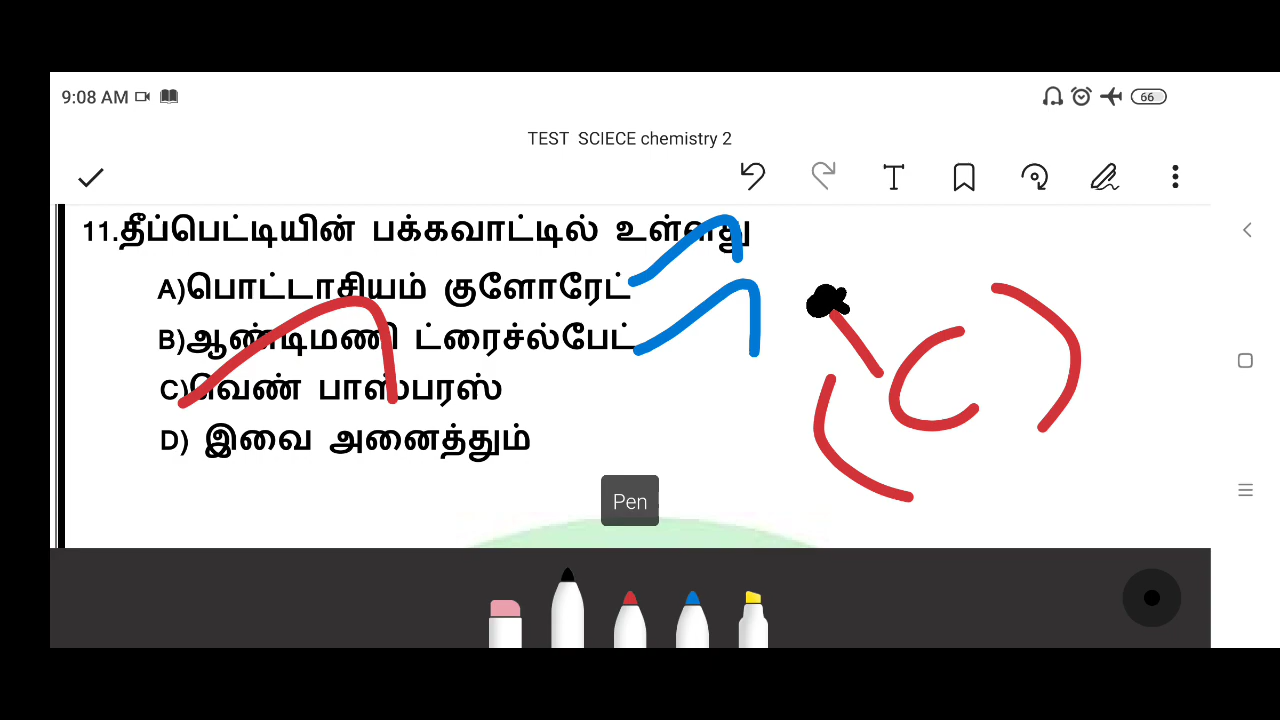 9:08 AM
66
TEST SCIECE chemistry 2
11.தீப்பெட்டியின் பக்கவாட்டில் உள்ளது
A)பொட்டாசியம் குளோரேட்
B)ஆண்டிமணி ட்ரைச்ல்பேட்
C)வெண் பாஸ்பரஸ்
D) இவை அனைத்தும்
(C)
Pen